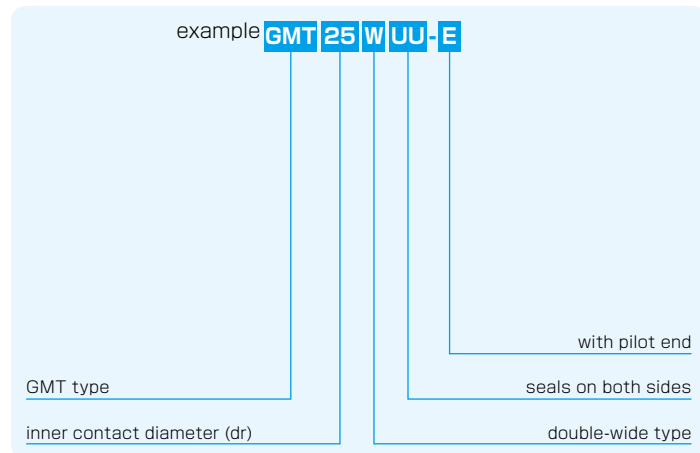 example GMT 25 W UU - E
with pilot end
GMT type
seals on both sides
inner contact diameter (dr)
double-wide type